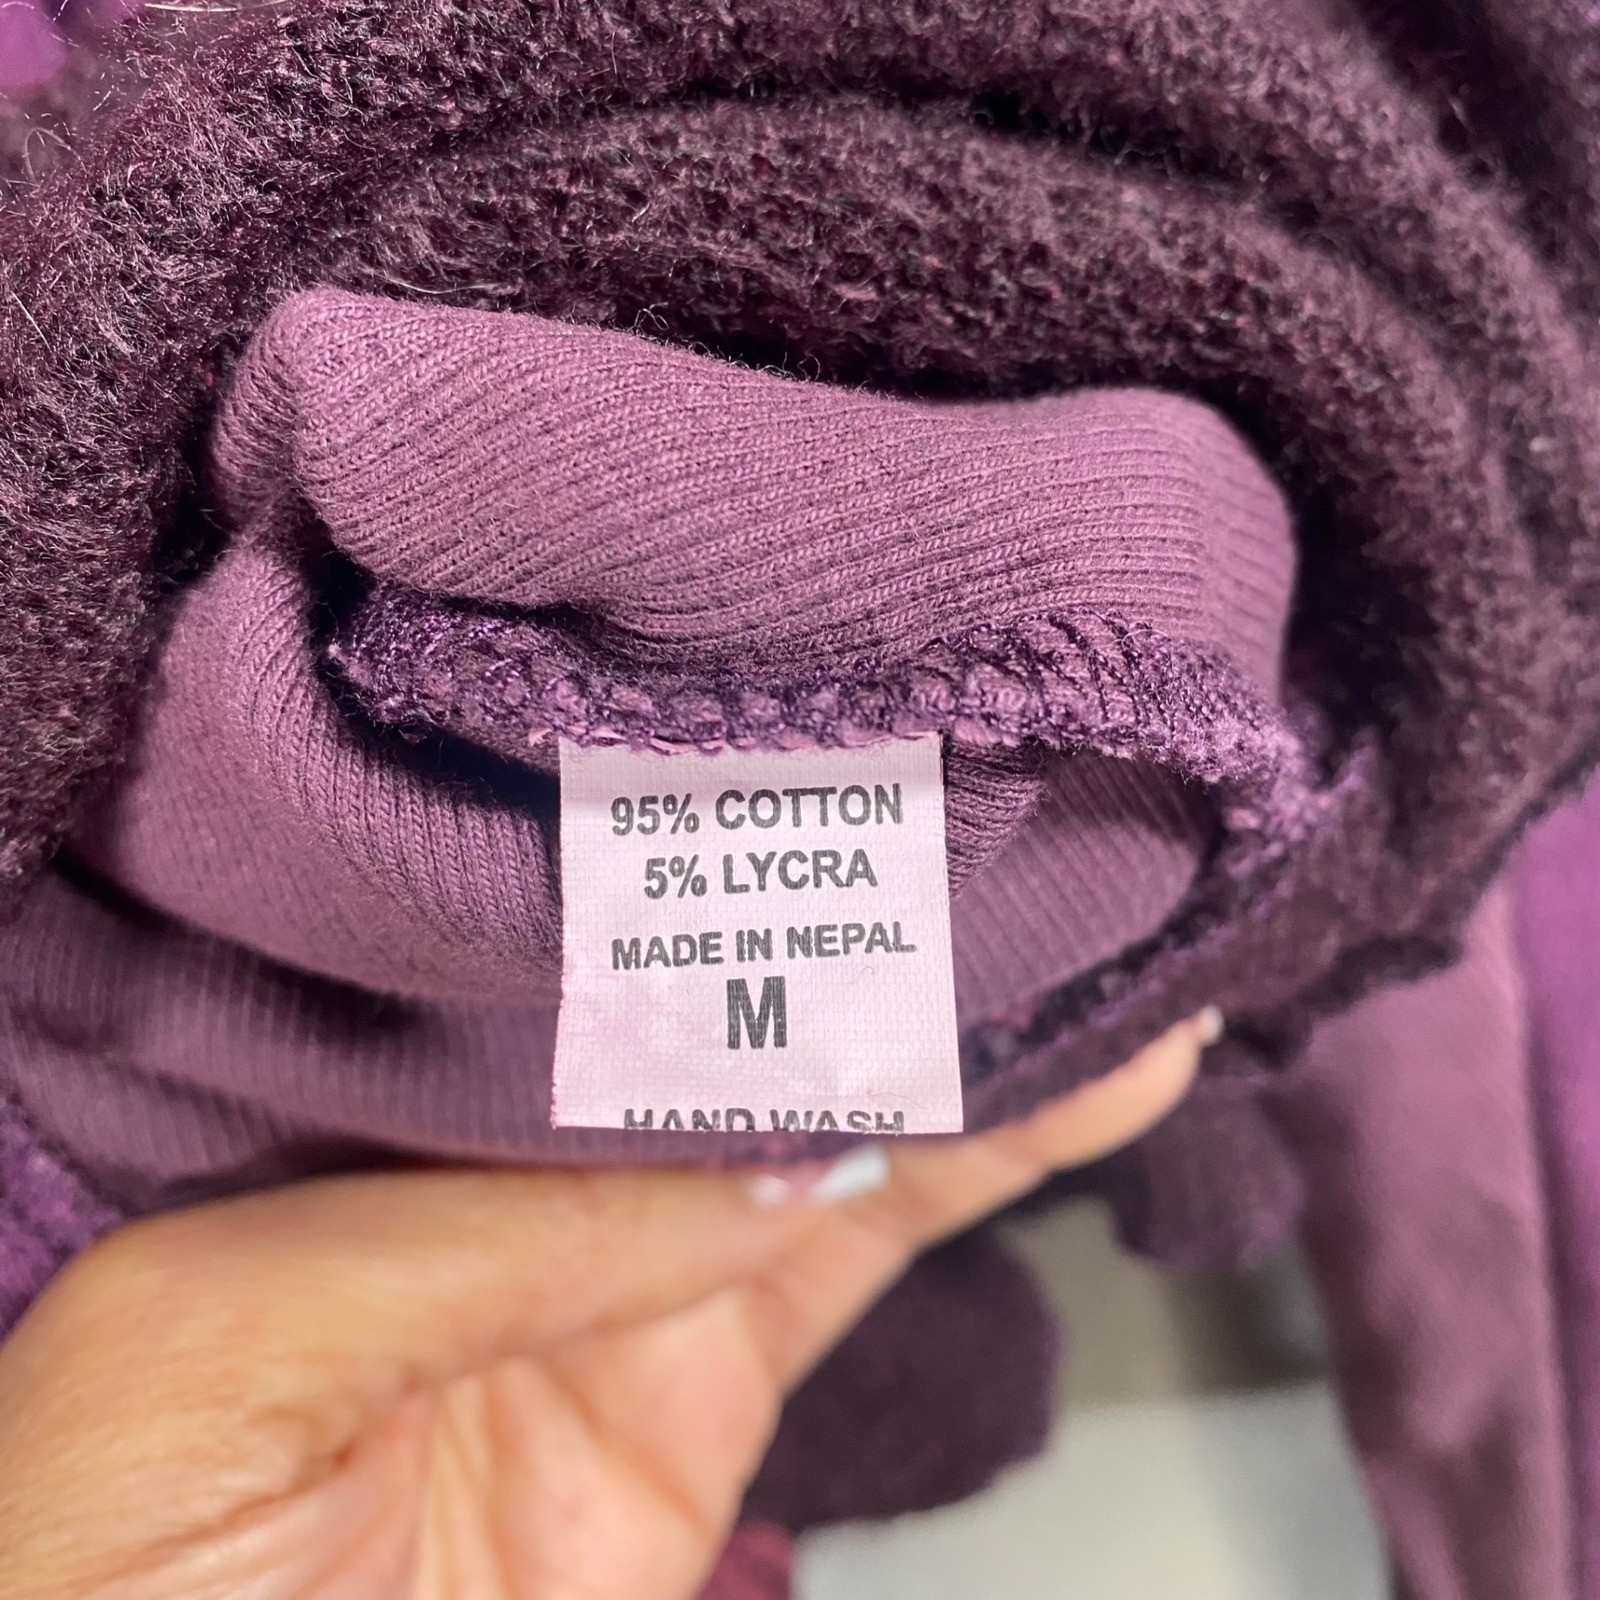 95% COTTON
5% LYCRA
MADE IN NEPAL
M
HAND WASH